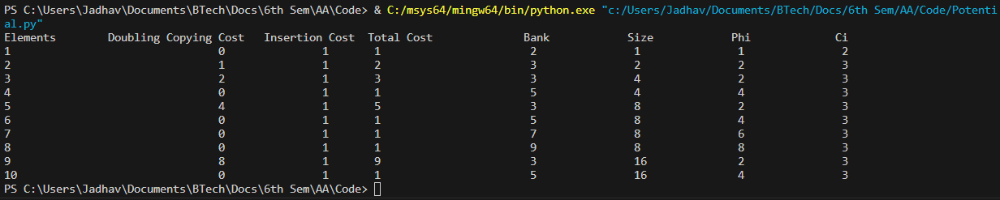 PS C:\Users\Jadhav\Documents\BTech\Docs\6th Sem\AA\Code> & C:/msys64/mingw64/bin/python.exe "c:/Users/Jadhav/Documents/BTech/Docs/6th Sem/AA/Code/Potenti
al.py"
Elements Doubling Copying Cost Insertion Cost Total Cost Bank Size Phi Ci
1 0 1 1 2 1 1 2
2 1 1 2 3 2 2 3
3 2 1 3 3 4 2 3
4 0 1 1 5 4 4 3
5 4 1 5 3 8 2 3
6 0 1 1 5 8 4 3
7 0 1 1 7 8 6 3
8 0 1 1 9 8 8 3
9 8 1 9 3 16 2 3
10 0 1 1 5 16 4 3
PS C:\Users\Jadhav\Documents\BTech\Docs\6th Sem\AA\Code>